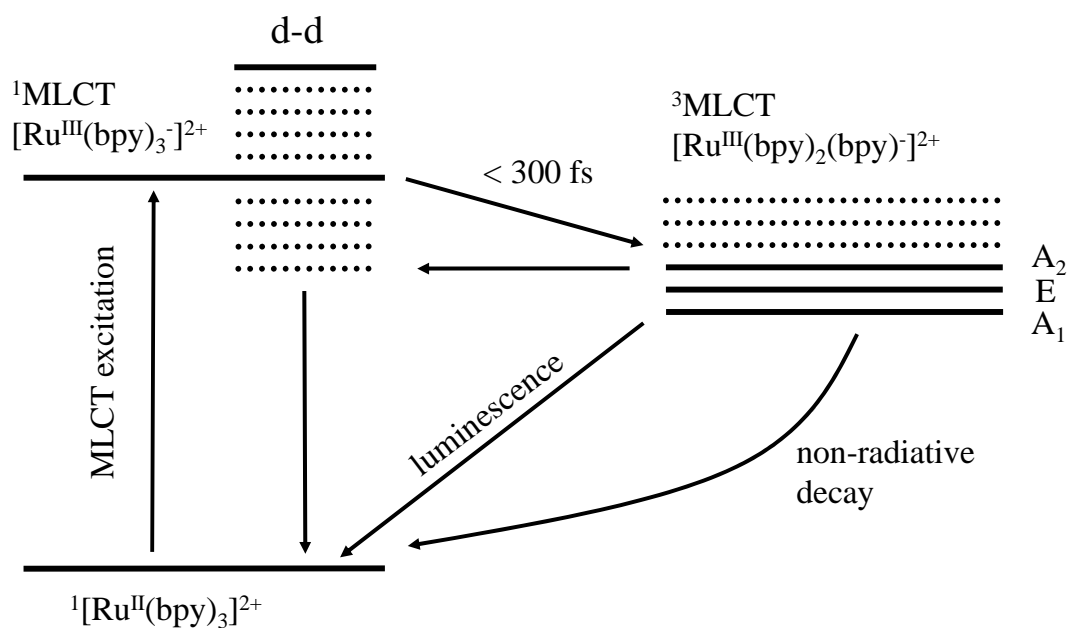 d-d
¹MLCT
[Ruᴵᴵᴵ(bpy)₃⁻]²⁺
³MLCT
[Ruᴵᴵᴵ(bpy)₂(bpy)⁻]²⁺
< 300 fs
A₂
E
A₁
MLCT excitation
luminescence
non-radiative
decay
¹[Ruᴵᴵ(bpy)₃]²⁺